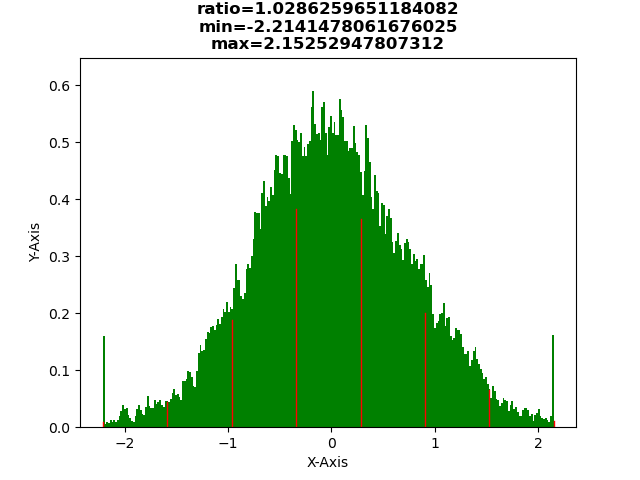 ratio=1.0286259651184082
min=-2.2141478061676025
max=2.15252947807312
0.6
0.5
0.4
0.3
0.2
0.1
0.0
Y-Axis
−2 −1 0 1 2
X-Axis